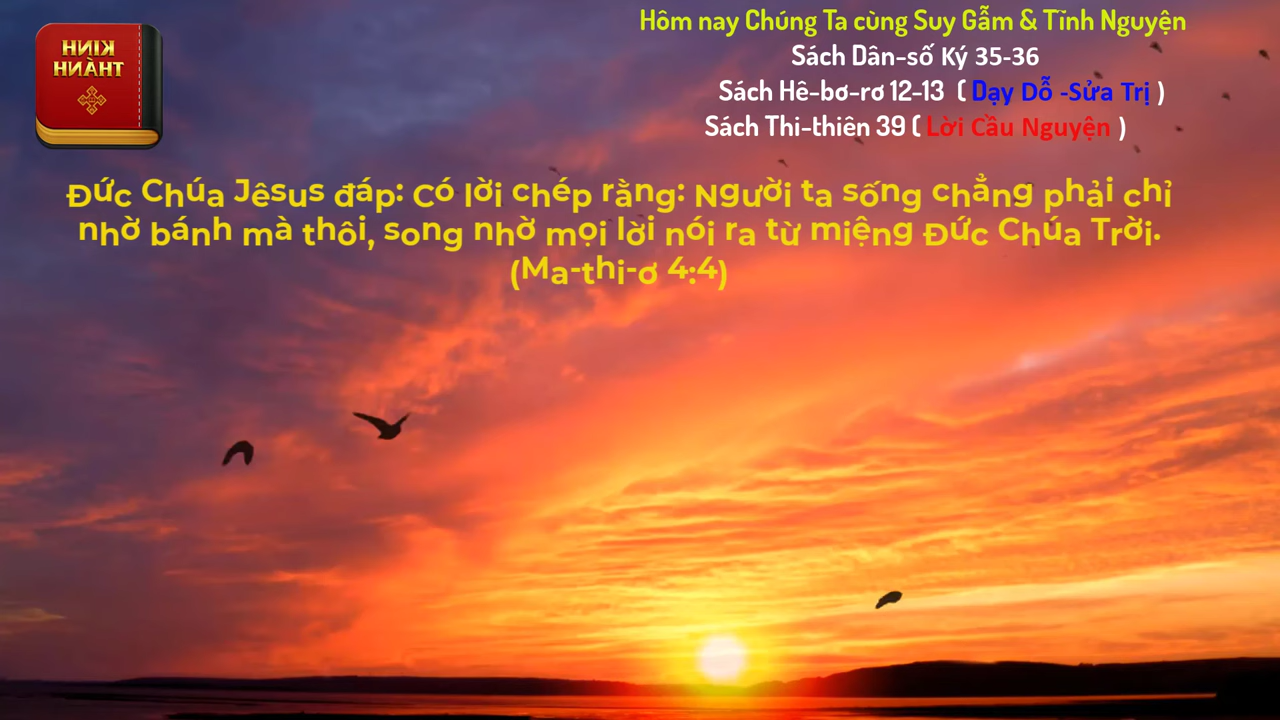 KINH
THÁNH
Hôm nay Chúng Ta cùng Suy Gẫm & Tĩnh Nguyện
Sách Dân-số Ký 35-36
Sách Hê-bơ-rơ 12-13 ( Dạy Dỗ -Sửa Trị )
Sách Thi-thiên 39 ( Lời Cầu Nguyện )
Đức Chúa Jêsus đáp: Có lời chép rằng: Người ta sống chẳng phải chỉ
nhờ bánh mà thôi, song nhờ mọi lời nói ra từ miệng Đức Chúa Trời.
(Ma-thi-ơ 4:4)